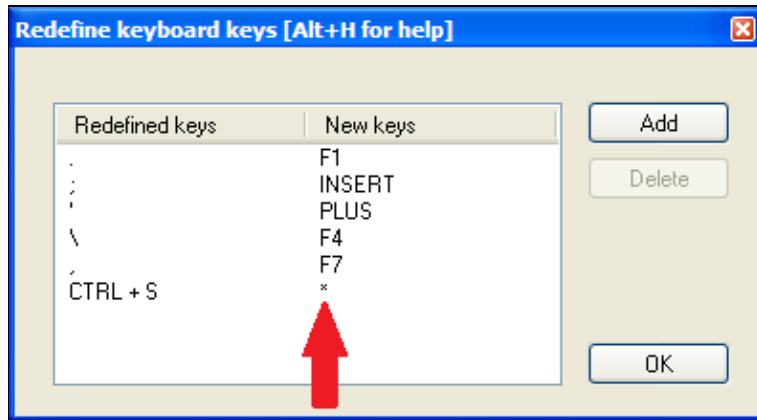 Redefine keyboard keys [Alt+H for help]
Redefined keys New keys
. F1
; INSERT
' PLUS
\ F4
, F7
CTRL + S *
Add
Delete
OK